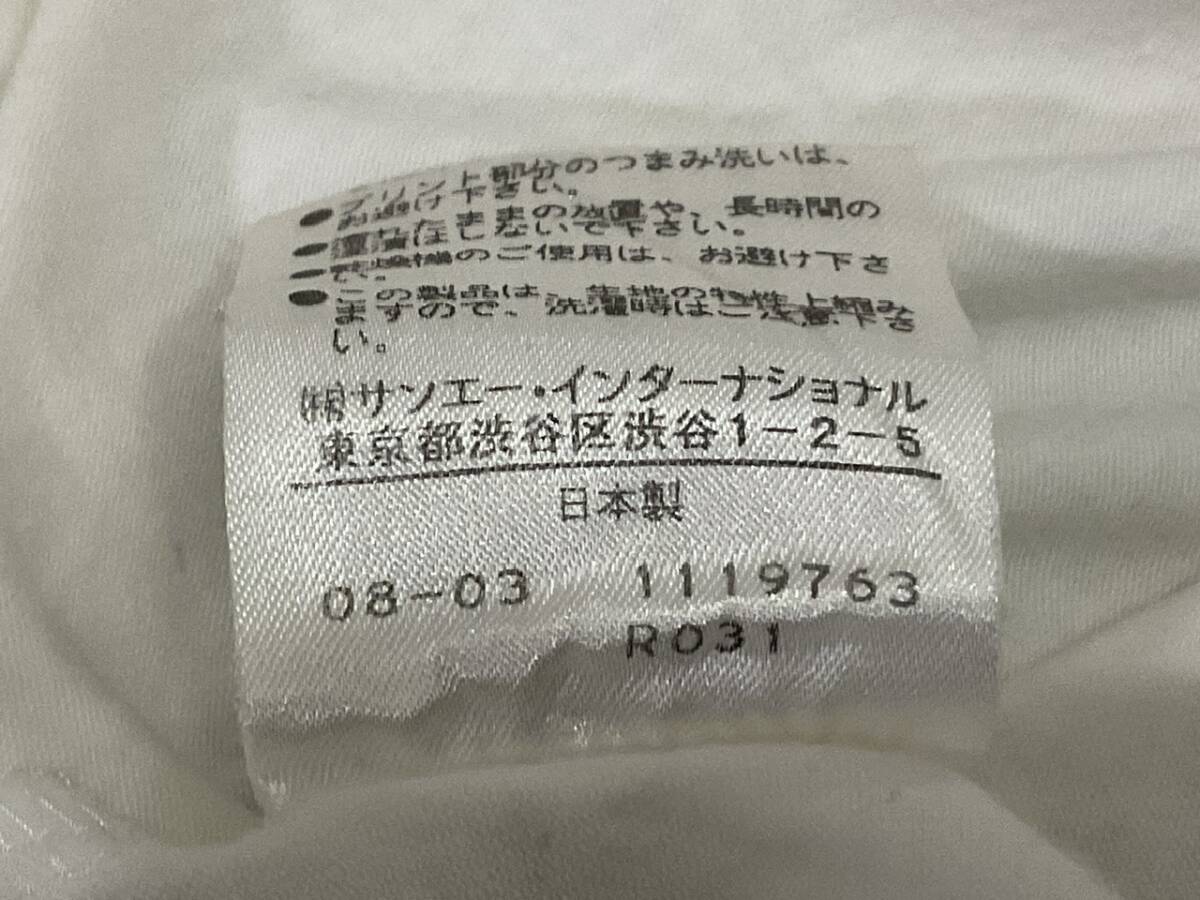 ●プリント部分のつまみ洗いは、
お避け下さい。
●濡れたままの放置や、長時間の
浸漬はしないで下さい。
●乾燥機のご使用は、お避け下さ
い。
●この製品は、生地の特性上縮み
ますので、洗濯時はご注意下さ
い。
㈱サンエー・インターナショナル
東京都渋谷区渋谷1-2-5
日本製
08-03 1119763
R031